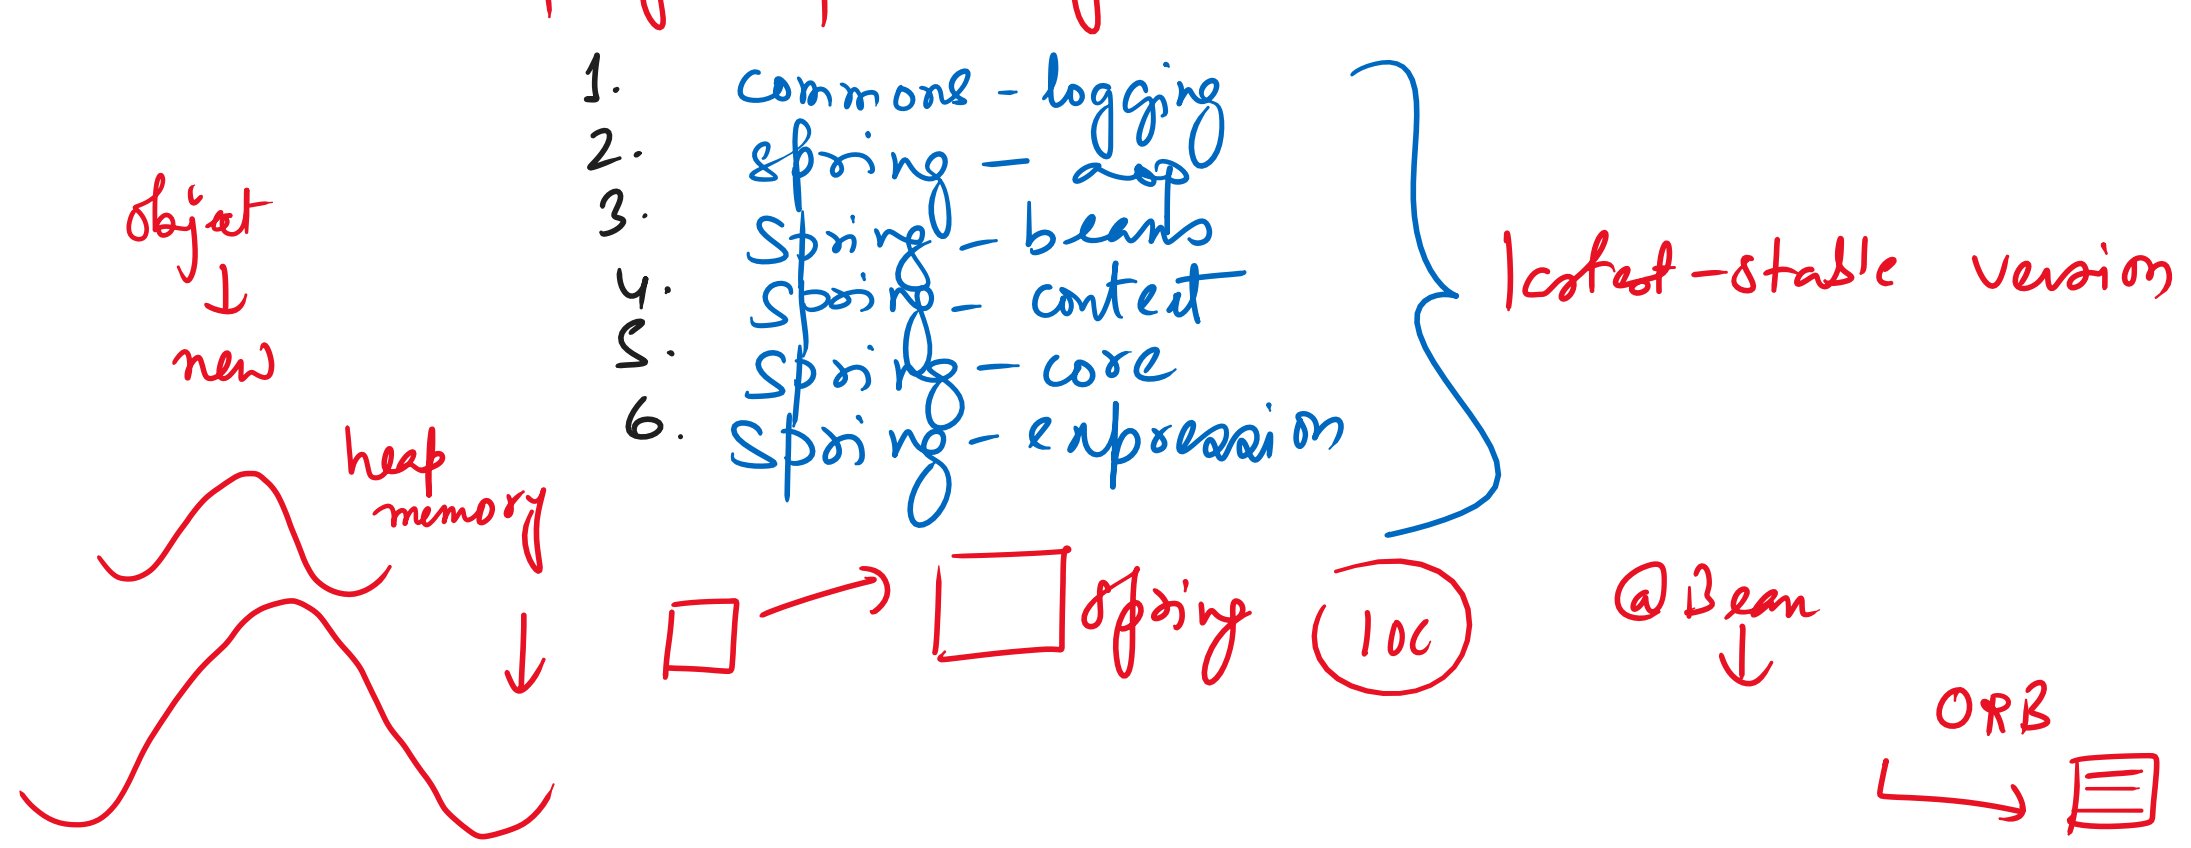 1. commons - logging
2. spring - aop
3. spring - beans
4. spring - context
5. spring - core
6. spring - expression
latest-stable version
object
new
heap
memory
spring
IOC
@Bean
ORB